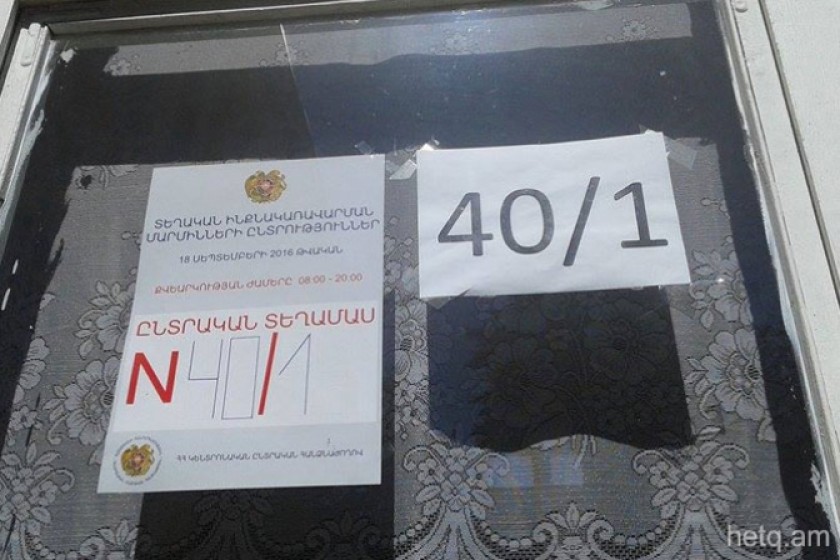 ՏԵՂԱԿԱՆ ԻՆՔՆԱԿԱՌԱՎԱՐՄԱՆ
ՄԱՐՄԻՆՆԵՐԻ ԸՆՏՐՈՒԹՅՈՒՆՆԵՐ
18 ՍԵՊՏԵՄԲԵՐԻ 2016 ԹՎԱԿԱՆ
ՔՎԵԱՐԿՈՒԹՅԱՆ ԺԱՄԵՐԸ 08:00 - 20:00
ԸՆՏՐԱԿԱՆ ՏԵՂԱՄԱՍ
N 40/1
ՀՀ ԿԵՆՏՐՈՆԱԿԱՆ ԸՆՏՐԱԿԱՆ ՀԱՆՁՆԱԺՈՂՈՎ
40/1
hetq.am